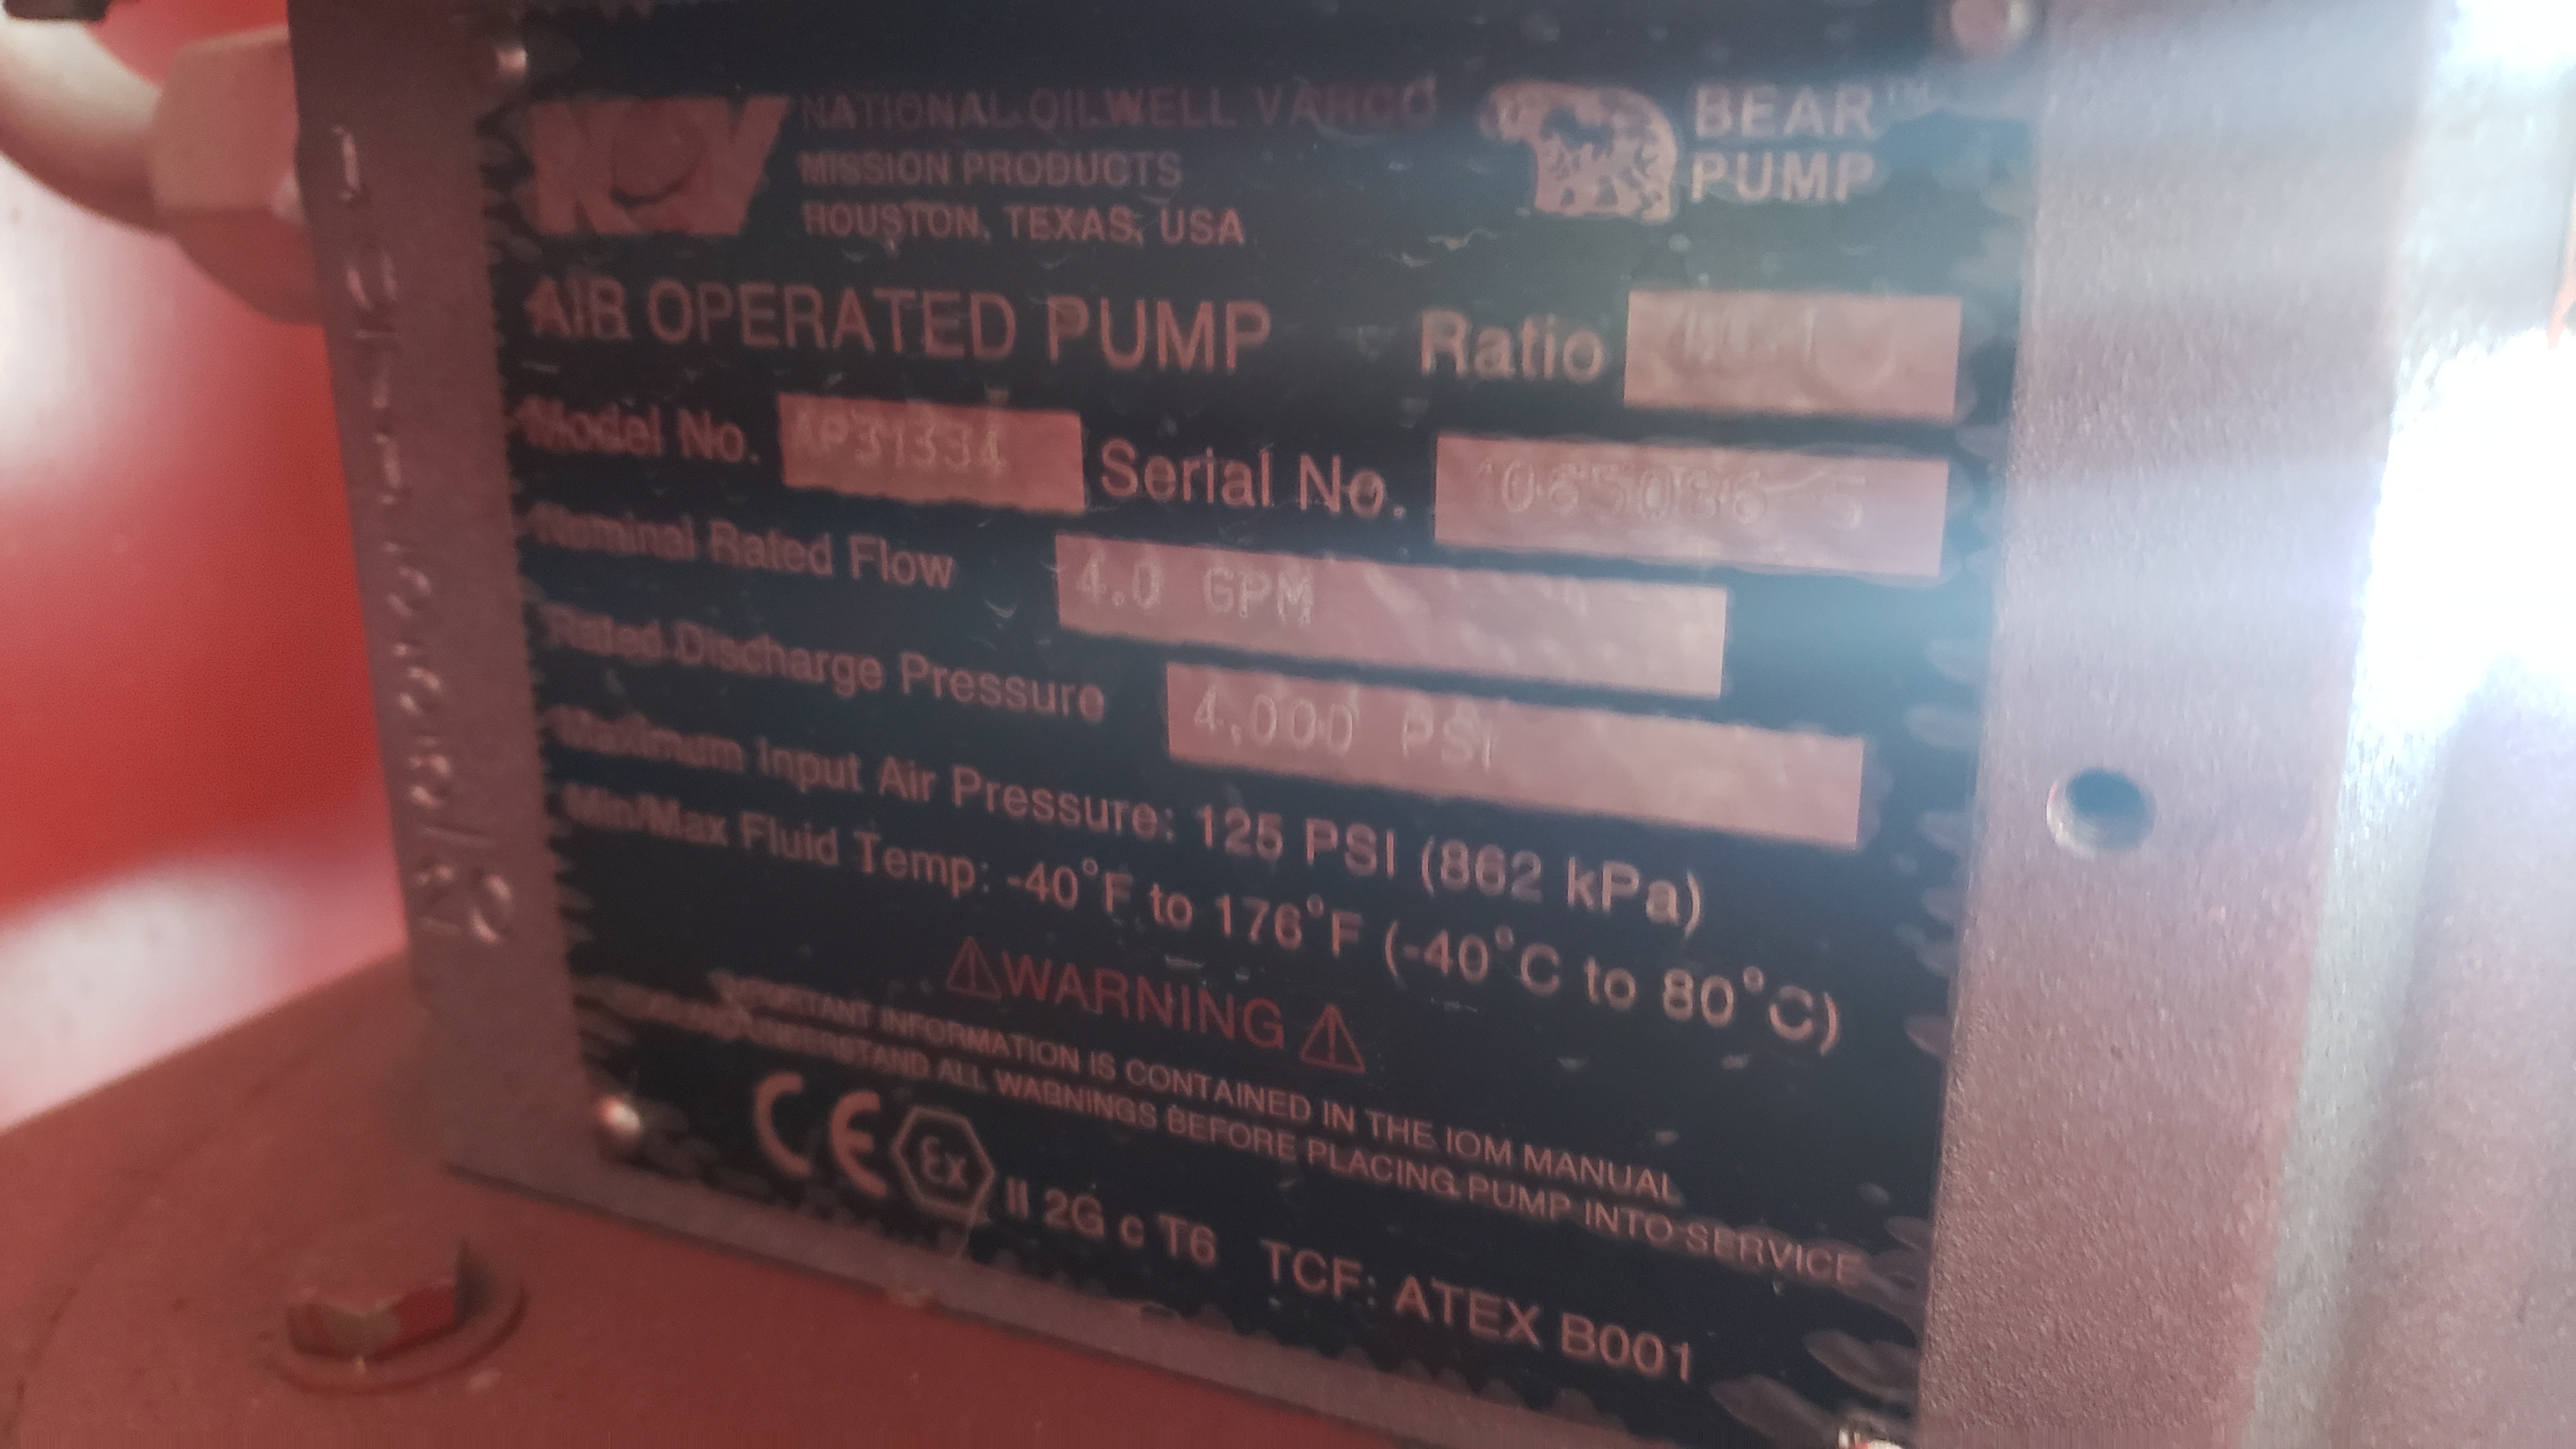 NOV NATIONAL OILWELL VARCO
MISSION PRODUCTS
HOUSTON, TEXAS, USA
BEAR™
PUMP
AIR OPERATED PUMP Ratio
Model No. AP31334 Serial No.
Nominal Rated Flow 4.0 GPM
Rated Discharge Pressure 4,000 PSI
Maximum Input Air Pressure: 125 PSI (862 kPa)
Min/Max Fluid Temp: -40°F to 176°F (-40°C to 80°C)
⚠WARNING⚠
IMPORTANT INFORMATION IS CONTAINED IN THE IOM MANUAL
UNDERSTAND ALL WARNINGS BEFORE PLACING PUMP INTO SERVICE
CE Ex II 2G c T6 TCF: ATEX B001